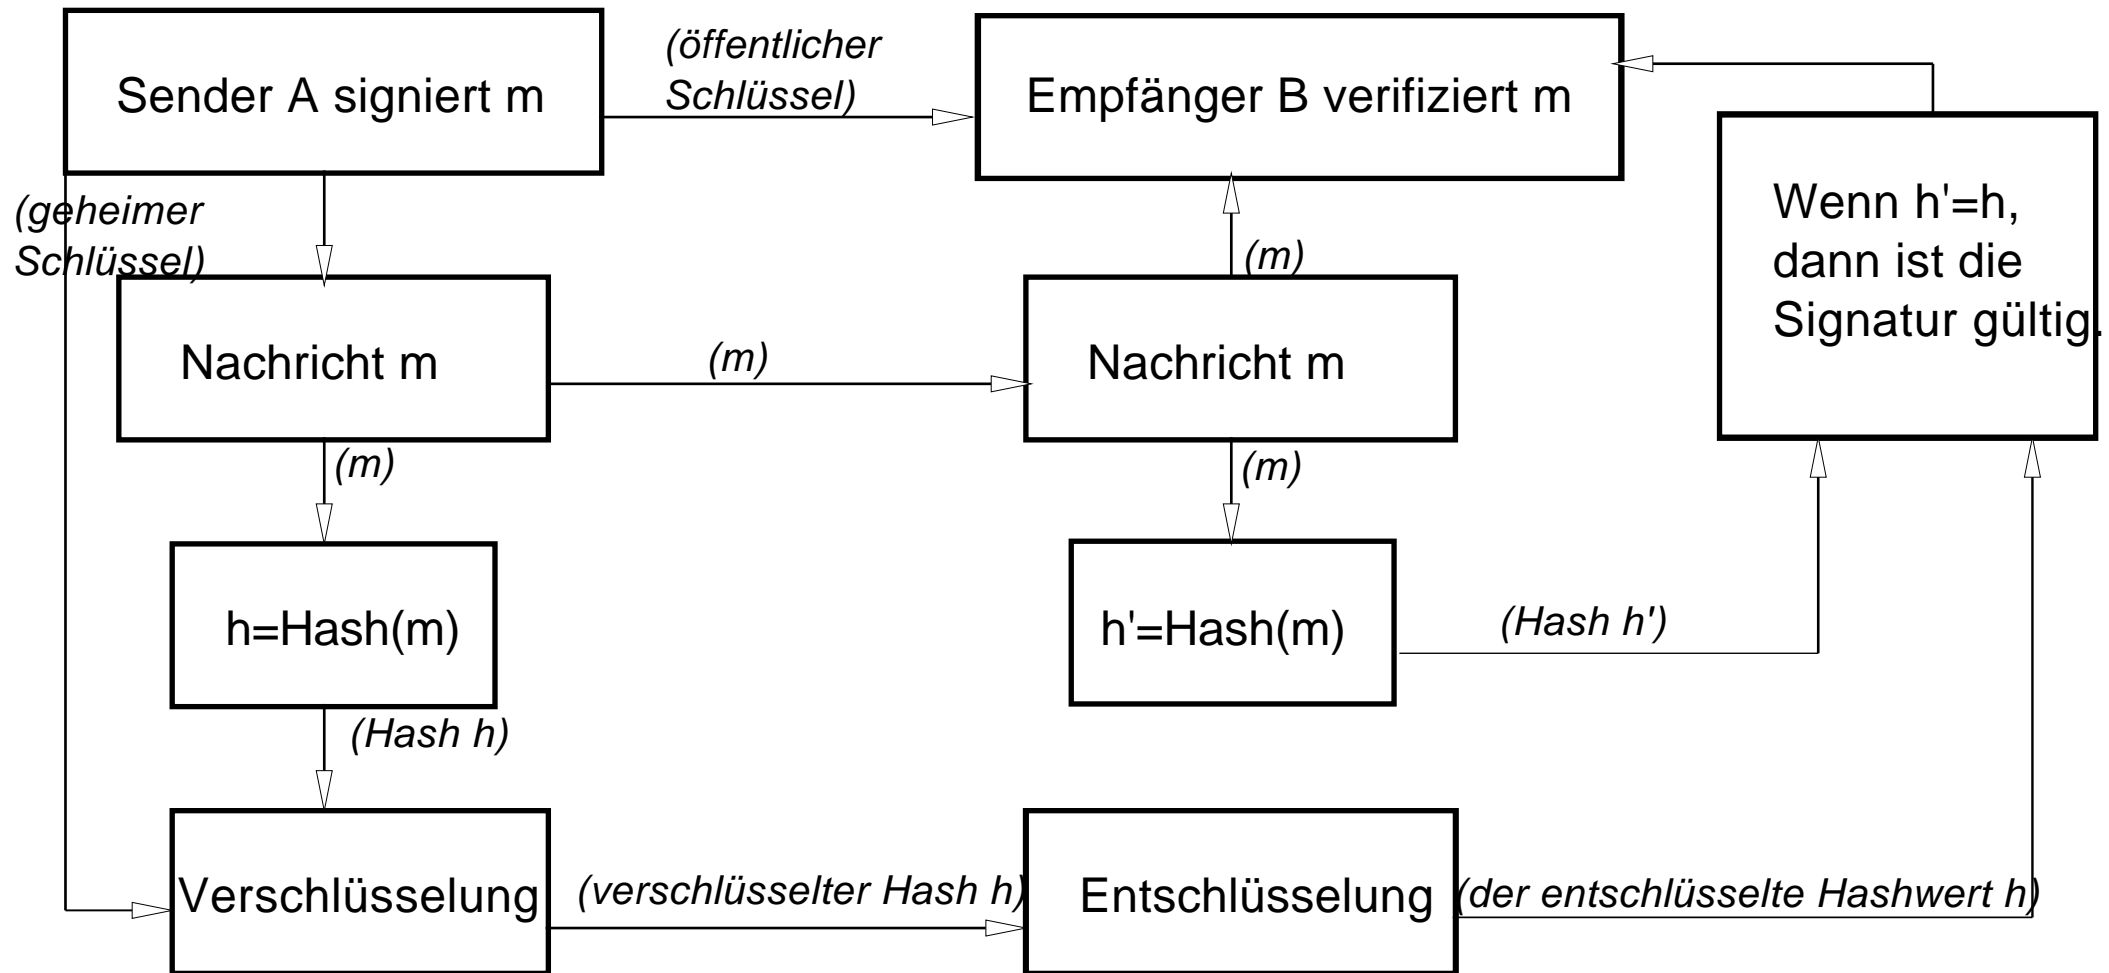 Sender A signiert m
(öffentlicher
Schlüssel)
Empfänger B verifiziert m
(geheimer
Schlüssel)
Wenn h'=h,
dann ist die
Signatur gültig.
(m)
Nachricht m
(m)
Nachricht m
(m)
(m)
h=Hash(m)
h'=Hash(m)
(Hash h')
(Hash h)
Verschlüsselung
(verschlüsselter Hash h)
Entschlüsselung
(der entschlüsselte Hashwert h)